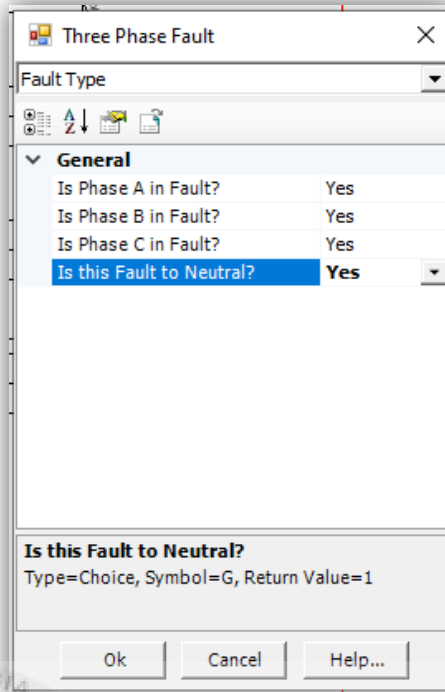 Three Phase Fault
Fault Type
General
Is Phase A in Fault? Yes
Is Phase B in Fault? Yes
Is Phase C in Fault? Yes
Is this Fault to Neutral? Yes
Is this Fault to Neutral?
Type=Choice, Symbol=G, Return Value=1
Ok Cancel Help...